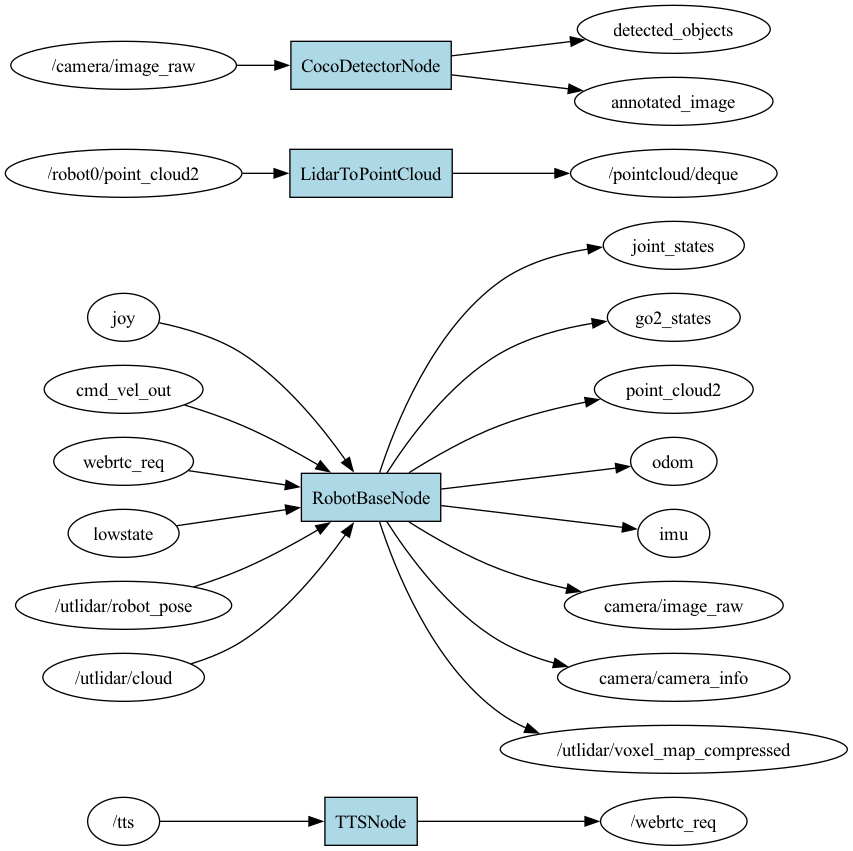 /camera/image_raw
CocoDetectorNode
detected_objects
annotated_image
/robot0/point_cloud2
LidarToPointCloud
/pointcloud/deque
joy
cmd_vel_out
webrtc_req
lowstate
/utlidar/robot_pose
/utlidar/cloud
RobotBaseNode
joint_states
go2_states
point_cloud2
odom
imu
camera/image_raw
camera/camera_info
/utlidar/voxel_map_compressed
/tts
TTSNode
/webrtc_req